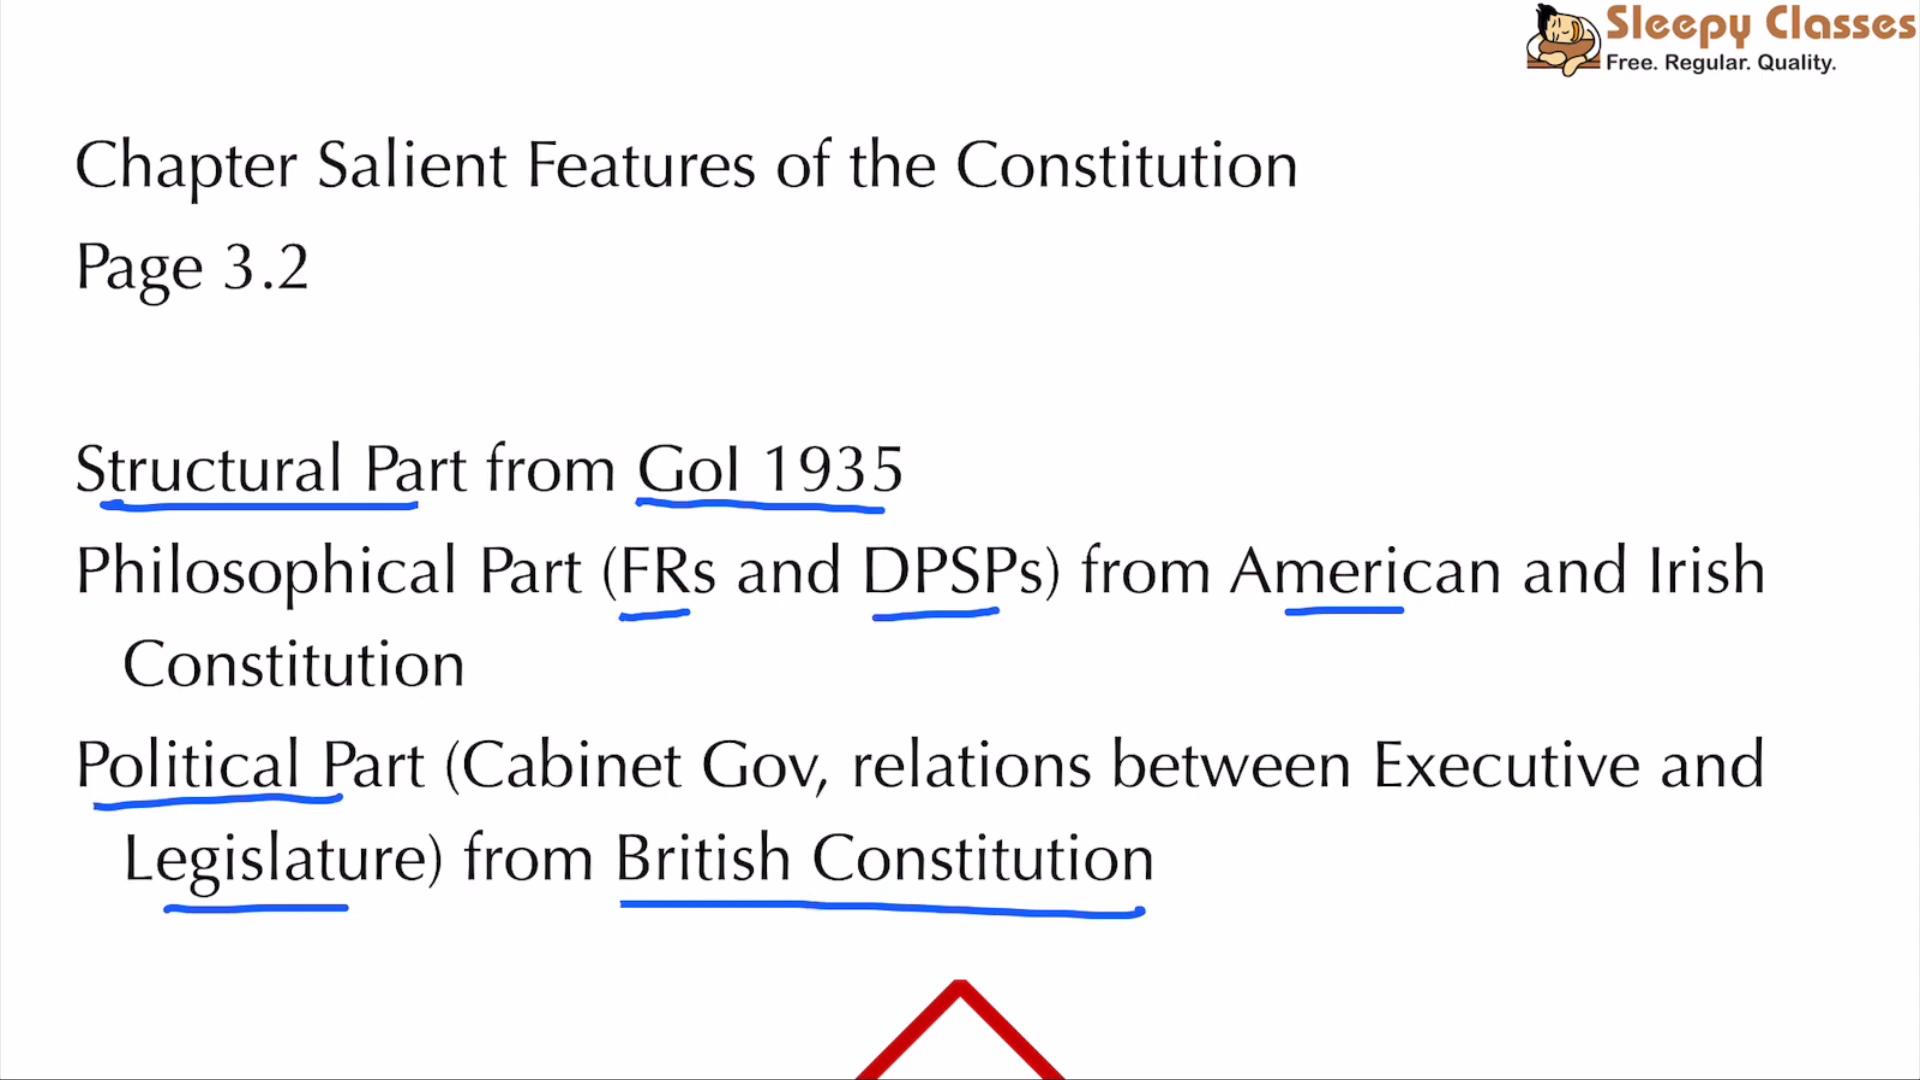 Sleepy Classes
Free. Regular. Quality.
Chapter Salient Features of the Constitution
Page 3.2
Structural Part from GoI 1935
Philosophical Part (FRs and DPSPs) from American and Irish
Constitution
Political Part (Cabinet Gov, relations between Executive and
Legislature) from British Constitution